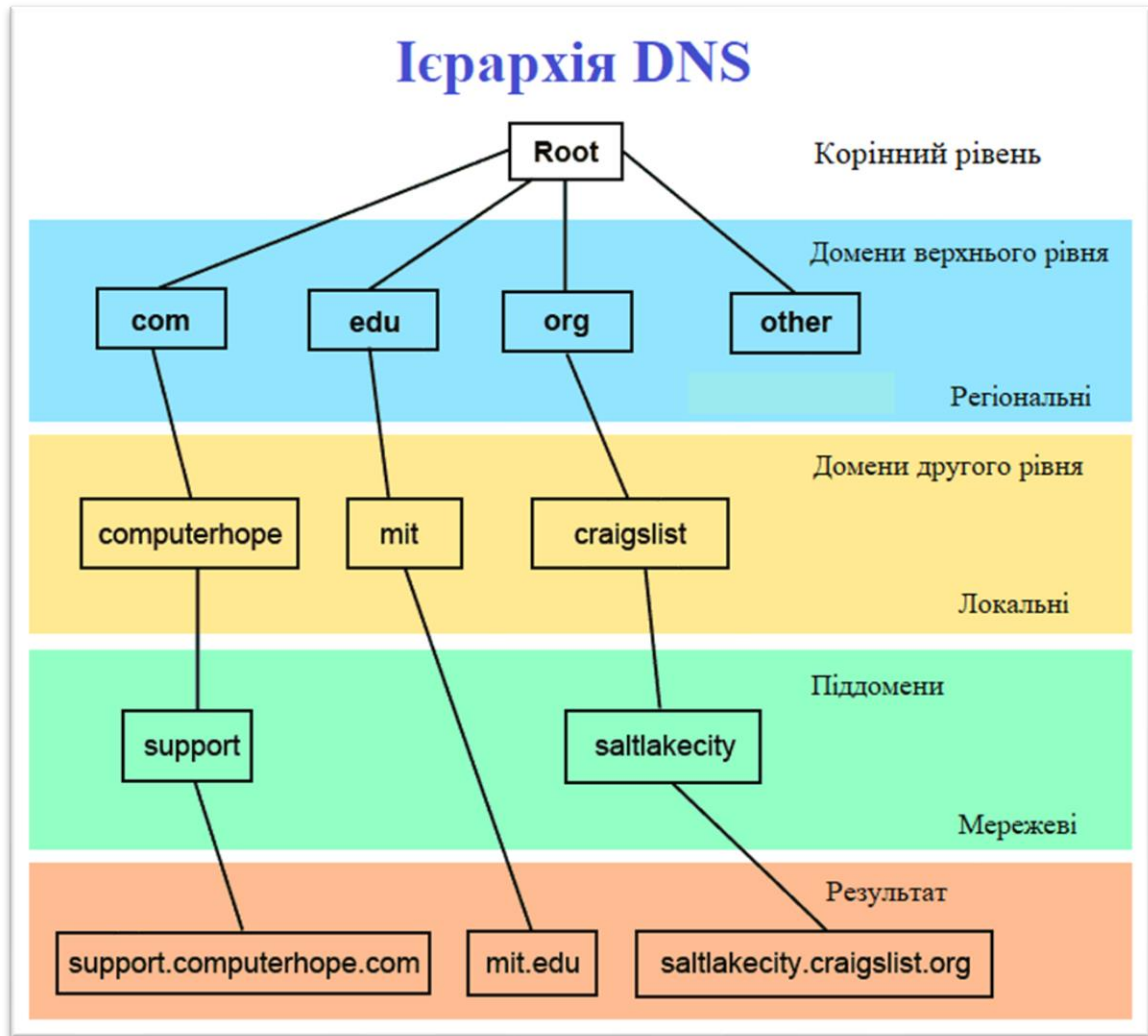 Ієрархія DNS
Root
Корінний рівень
Домени верхнього рівня
com
edu
org
other
Регіональні
Домени другого рівня
computerhope
mit
craigslist
Локальні
Піддомени
support
saltlakecity
Мережеві
Результат
support.computerhope.com
mit.edu
saltlakecity.craigslist.org